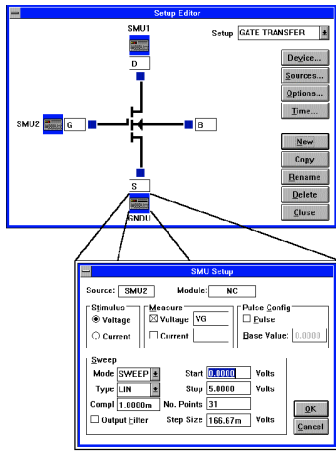 Setup Editor
SMU1
Setup GATE TRANSFER
D
Device...
Sources...
Options...
Time...
SMU2 G B
New
Copy
Rename
Delete
Close
S
GNDU
SMU Setup
Source: SMU2 Module: NC
Stimulus Measure Pulse Config
Voltage Voltage VG Pulse
Current Current Base Value: 0.0000
Sweep
Mode SWEEP Start 0.0000 Volts
Type LIN Stop 5.0000 Volts
Compl 1.0000m No. Points 31
Output Filter Step Size 166.67m Volts
OK
Cancel